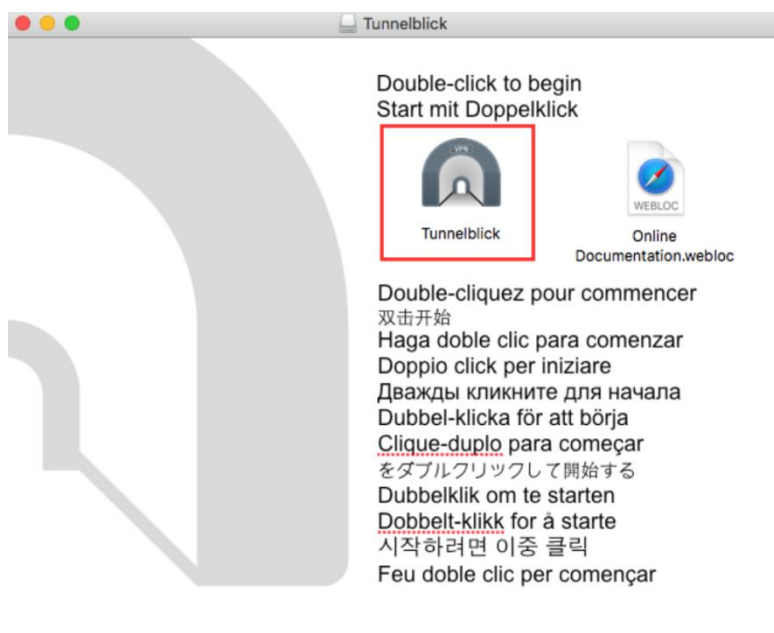 Tunnelblick
Double-click to begin
Start mit Doppelklick
VPN
WEBLOC
Tunnelblick
Online
Documentation.webloc
Double-cliquez pour commencer
双击开始
Haga doble clic para comenzar
Doppio click per iniziare
Дважды кликните для начала
Dubbel-klicka för att börja
Clique-duplo para começar
をダブルクリックして開始する
Dubbelklik om te starten
Dobbelt-klikk for å starte
시작하려면 이중 클릭
Feu doble clic per començar